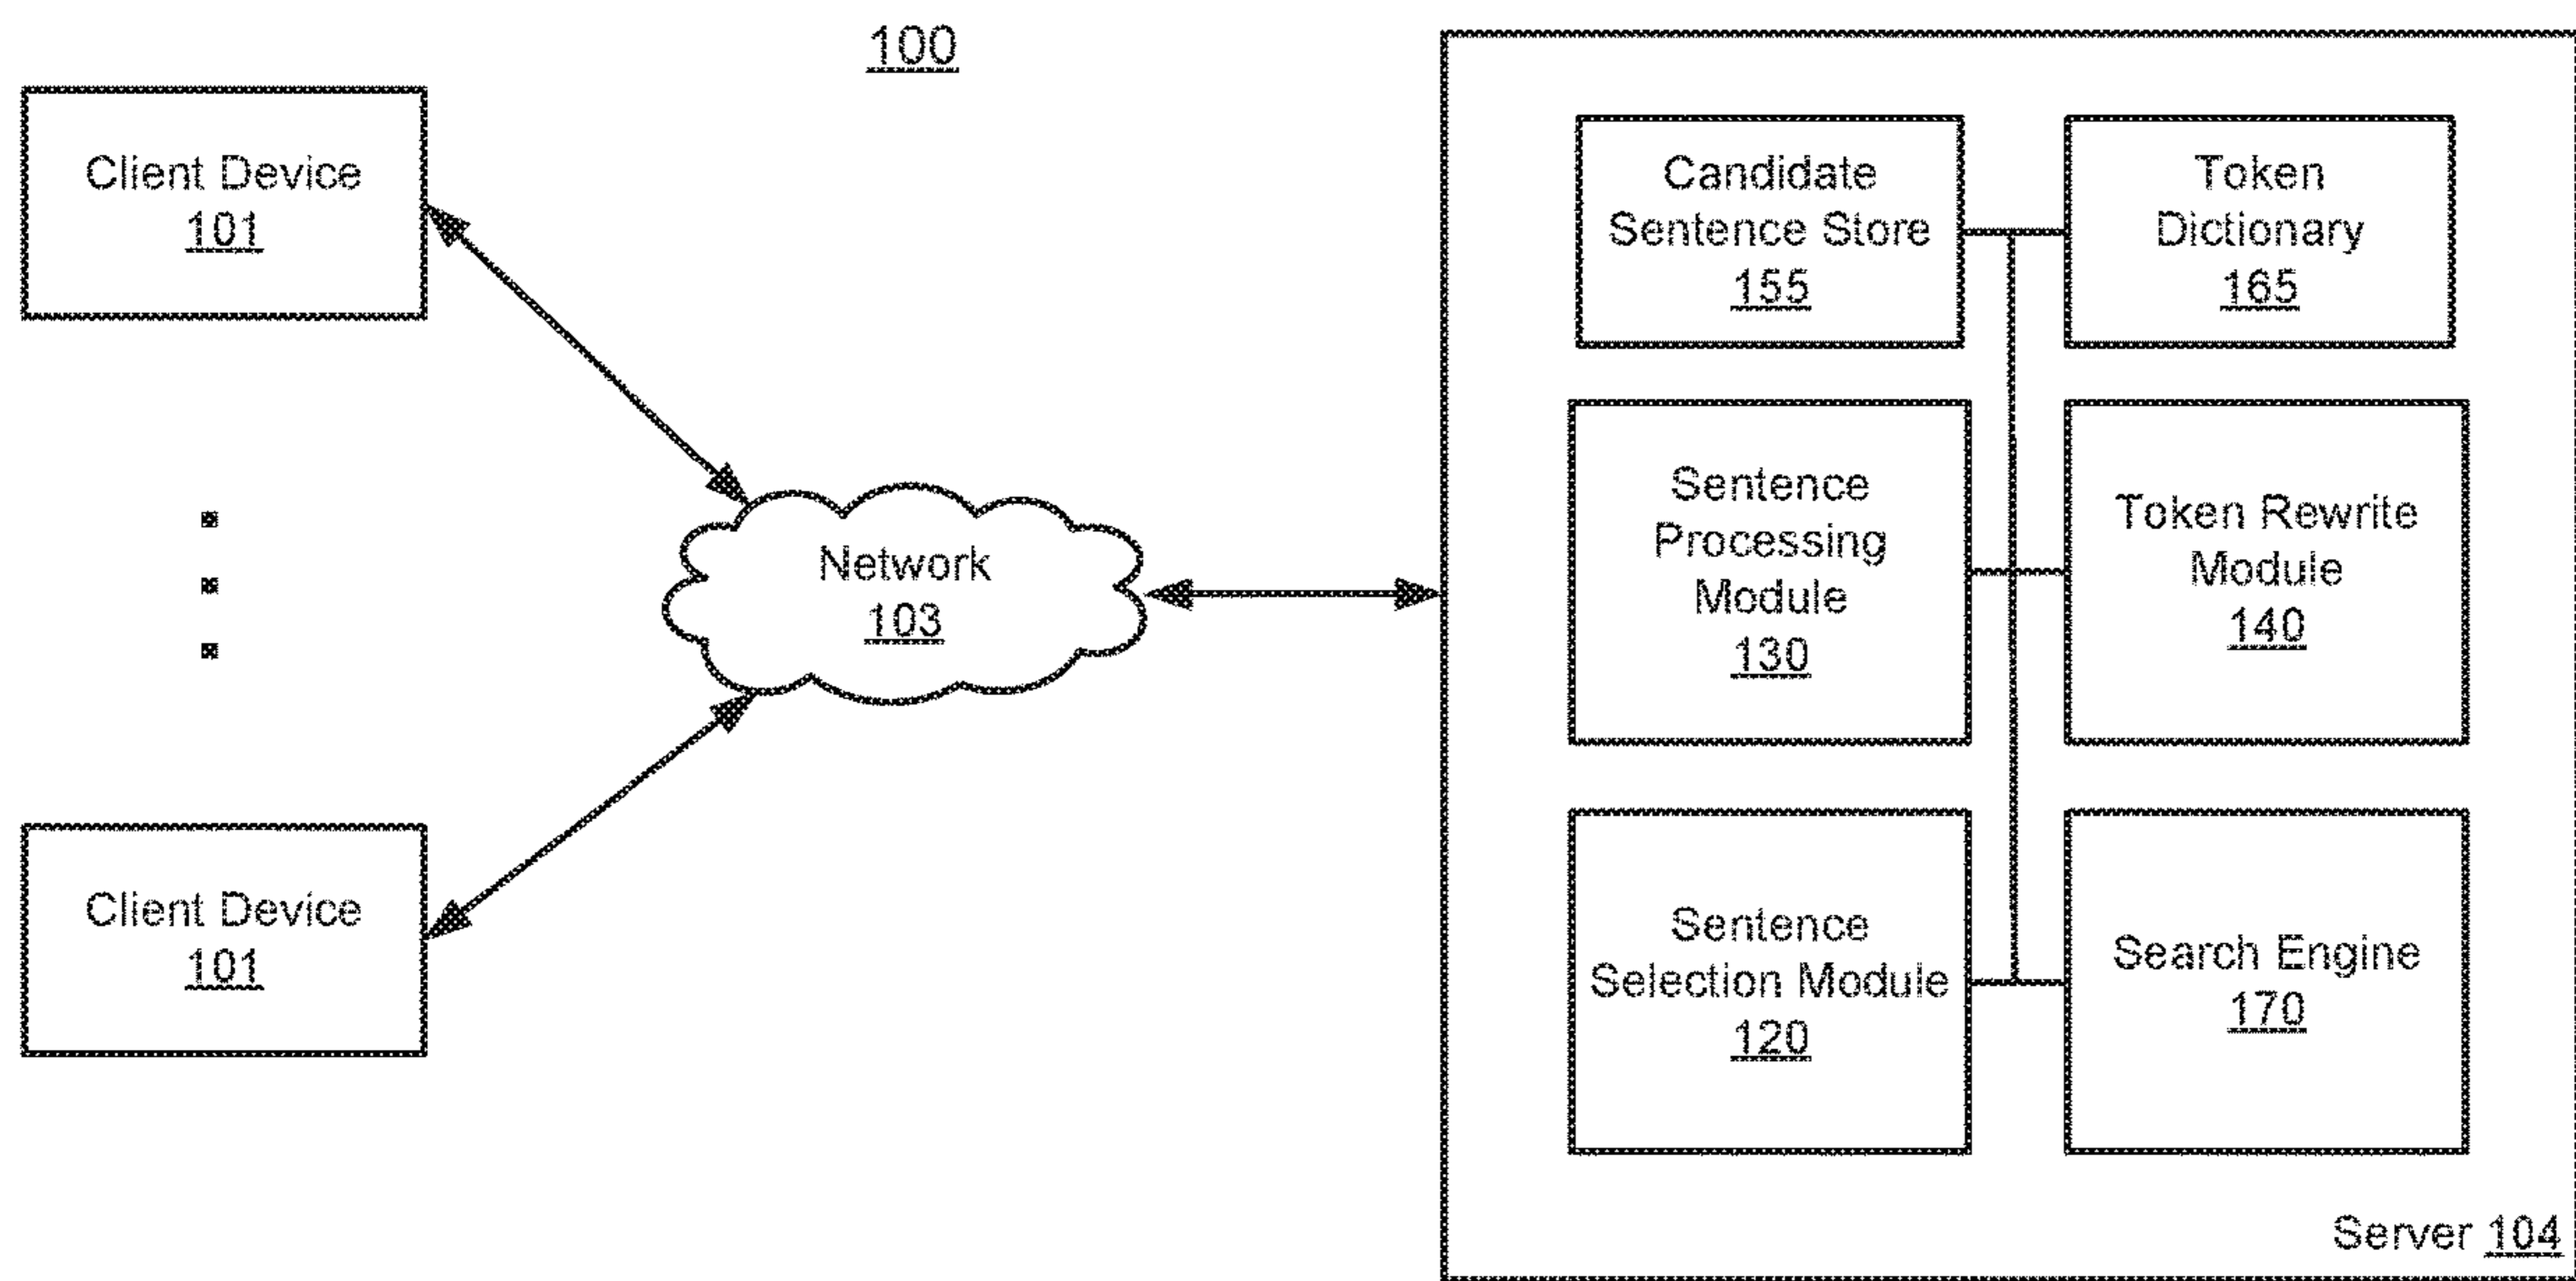 100
Client Device
101
Client Device
101
Network
103
Candidate
Sentence Store
155
Token
Dictionary
165
Sentence
Processing
Module
130
Token Rewrite
Module
140
Sentence
Selection Module
120
Search Engine
170
Server 104